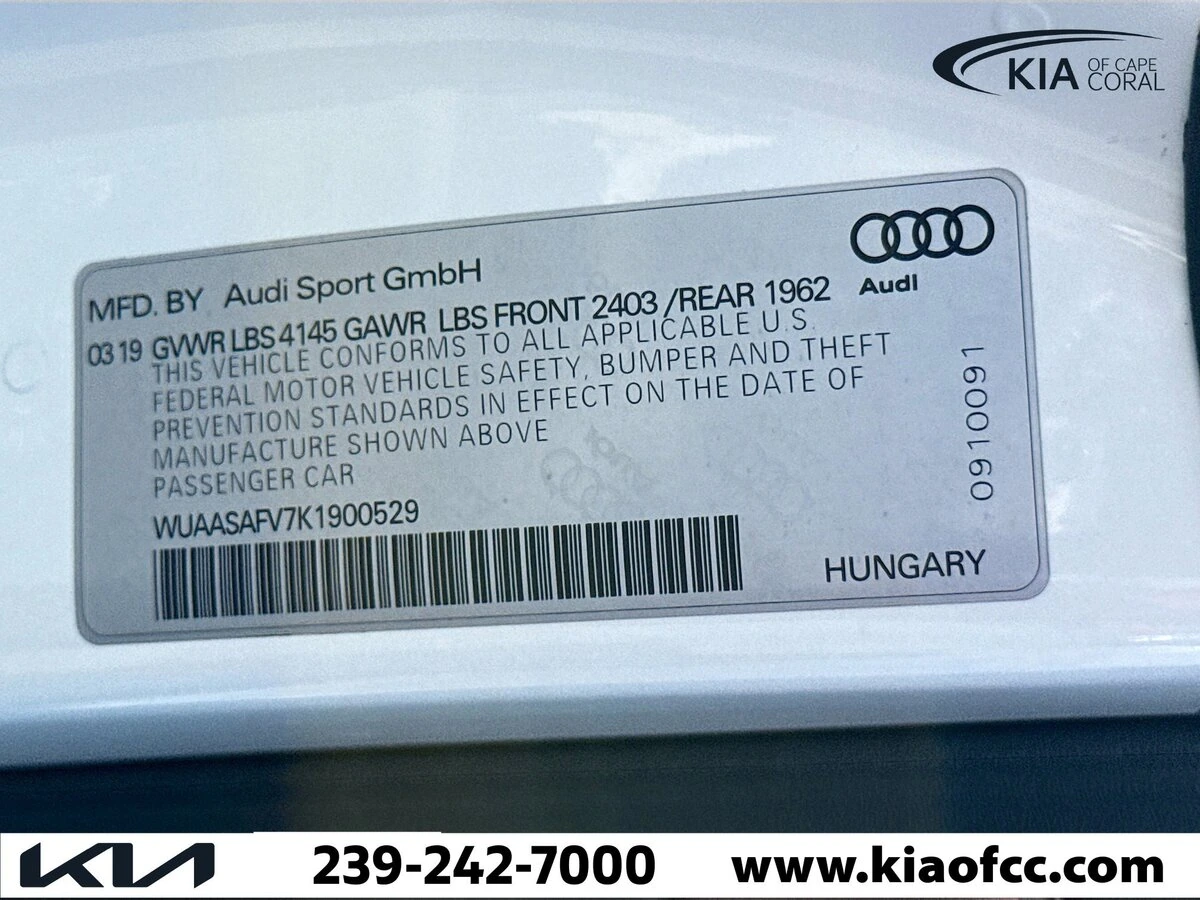 KIA OF CAPE CORAL
Audi
MFD. BY Audi Sport GmbH
03 19 GVWR LBS 4145 GAWR LBS FRONT 2403 /REAR 1962
THIS VEHICLE CONFORMS TO ALL APPLICABLE U.S.
FEDERAL MOTOR VEHICLE SAFETY, BUMPER AND THEFT
PREVENTION STANDARDS IN EFFECT ON THE DATE OF
MANUFACTURE SHOWN ABOVE
PASSENGER CAR
WUAASAFV7K1900529
HUNGARY
0910091
KIA
239-242-7000
www.kiaofcc.com